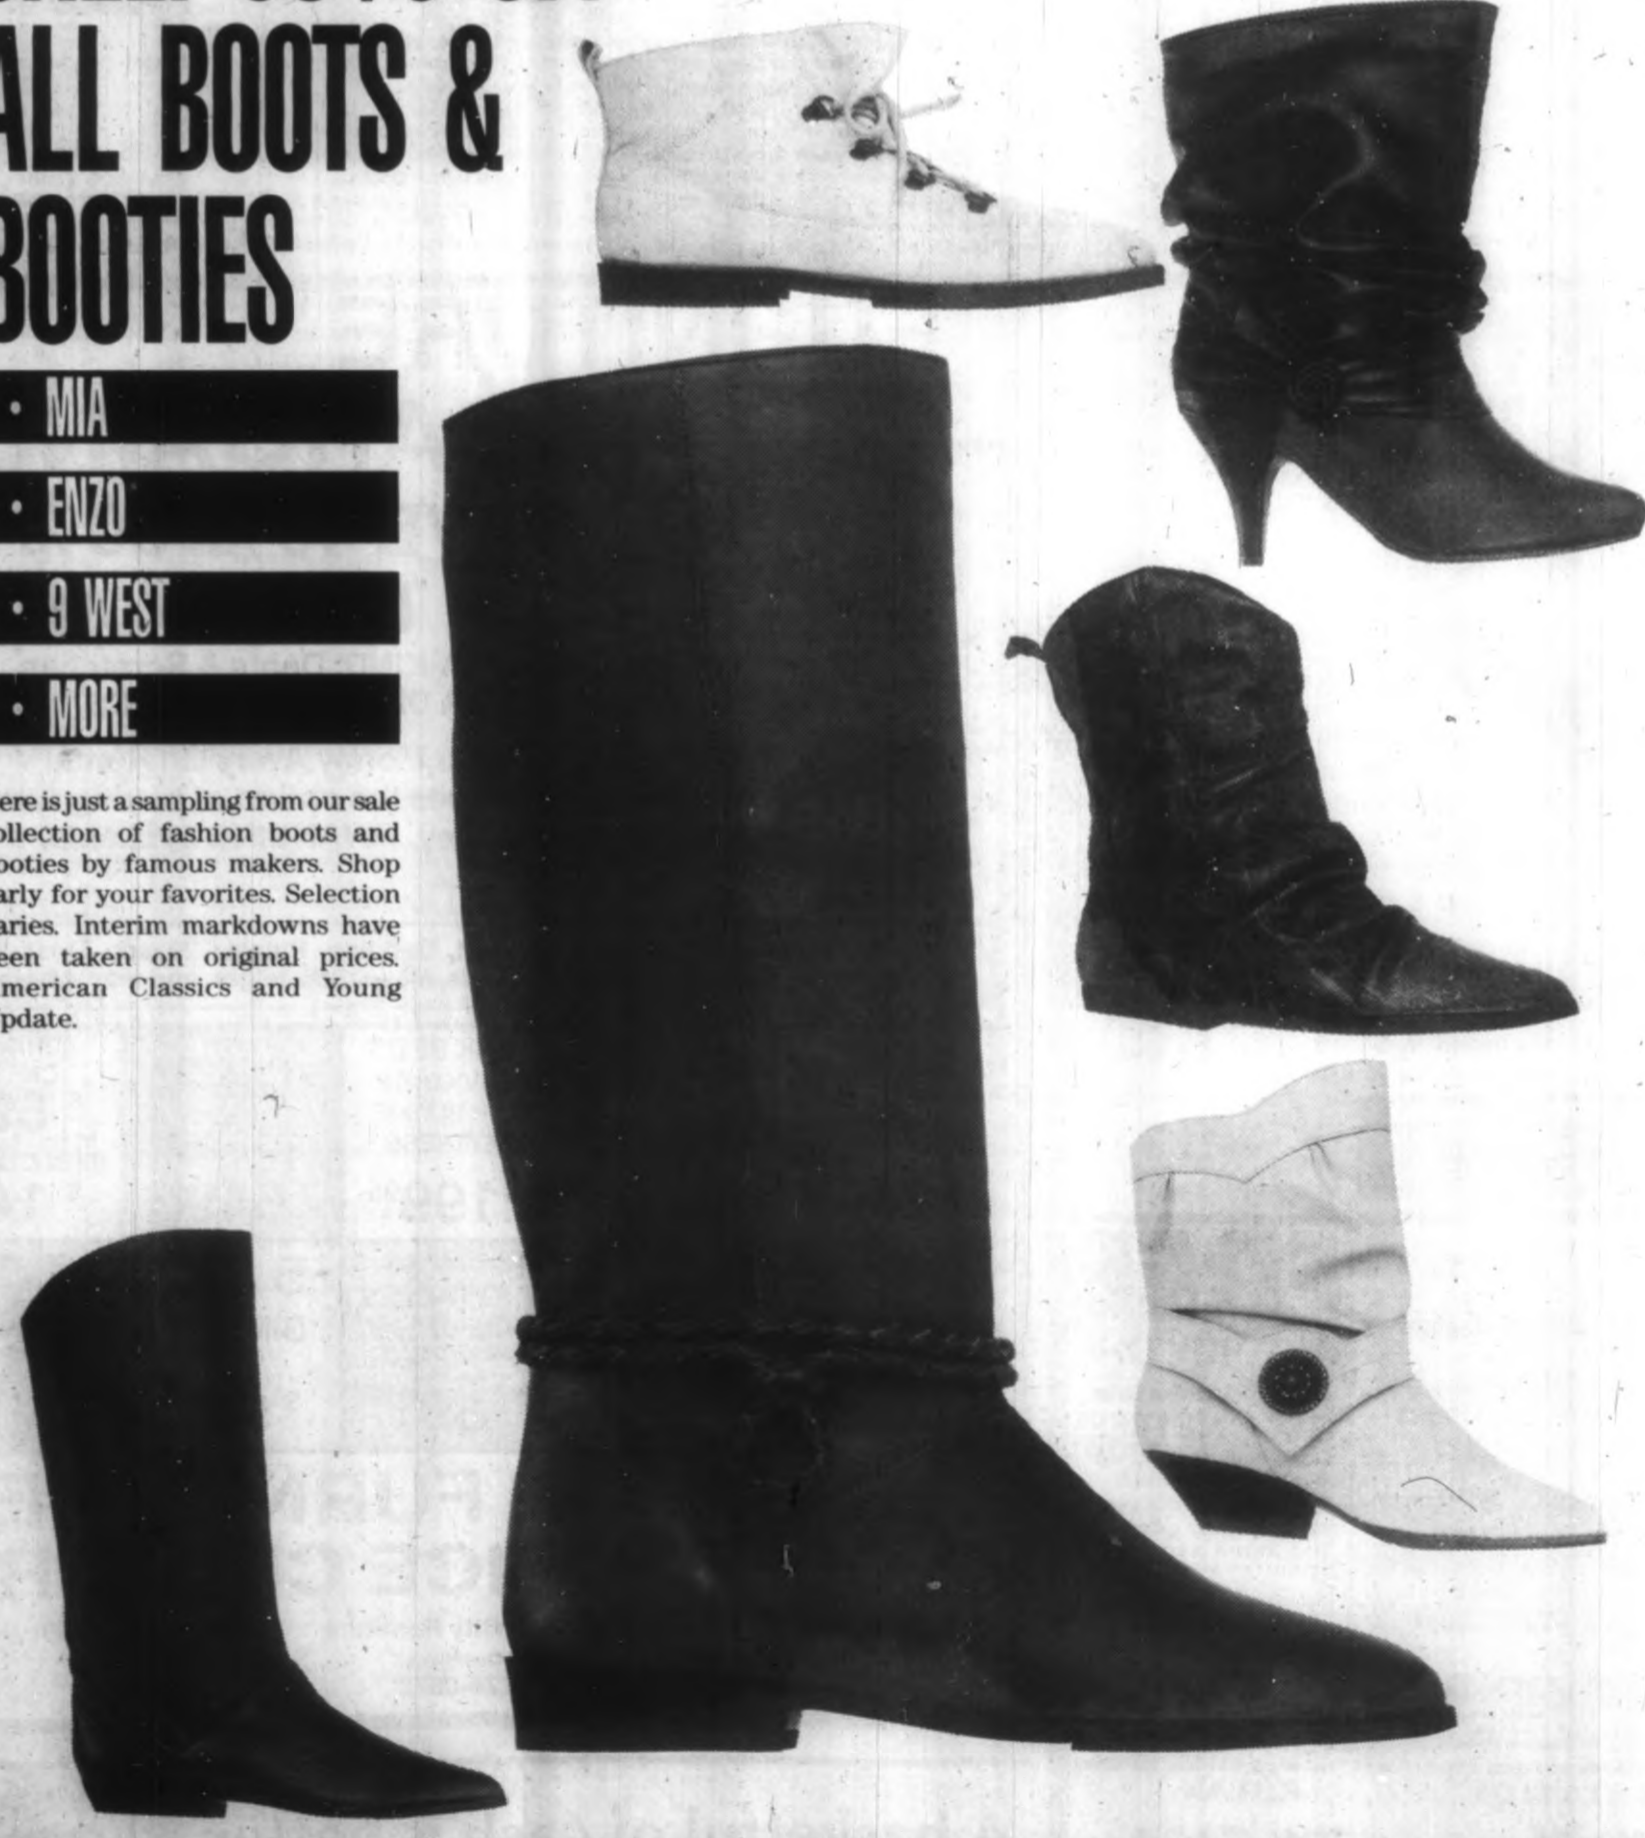 ALL BOOTS &
BOOTIES
• MIA
• ENZO
• 9 WEST
• MORE
ere is just a sampling from our sale
ollection of fashion boots and
ooties by famous makers. Shop
arly for your favorites. Selection
aries. Interim markdowns have
een taken on original prices.
merican Classics and Young
pdate.